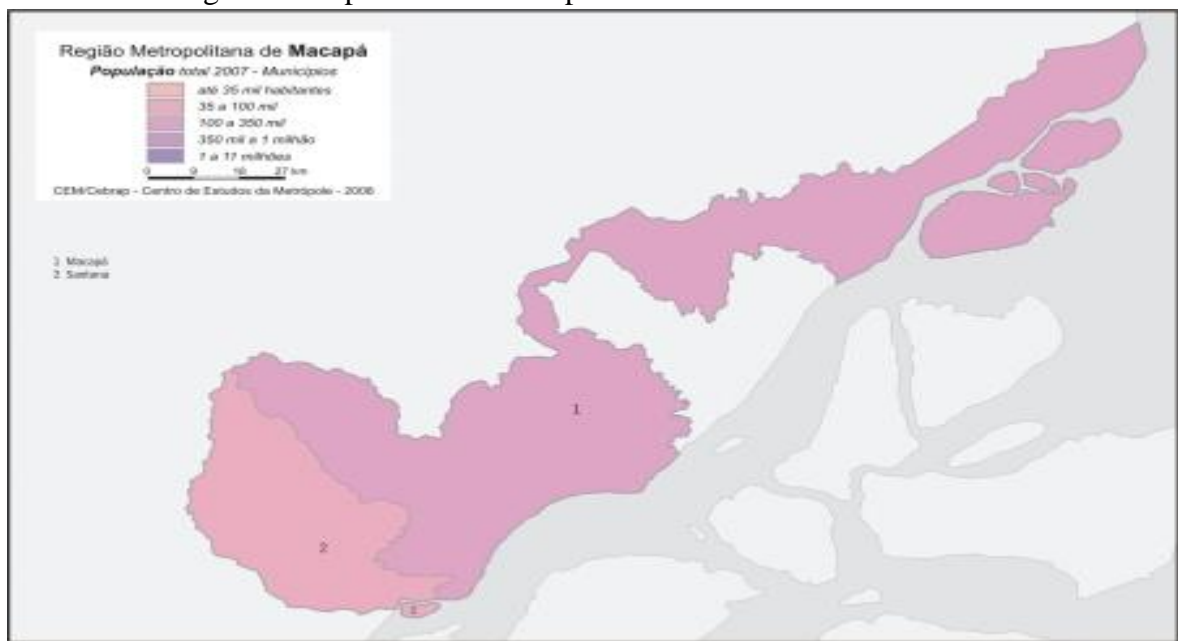 Região Metropolitana de Macapá
População total 2007 - Municípios
até 35 mil habitantes
35 a 100 mil
100 a 350 mil
350 mil a 1 milhão
1 a 11 milhões
0 9 18 27 km
CEM/Cebrap - Centro de Estudos da Metrópole - 2008
1 Macapá
2 Santana
1
2
2